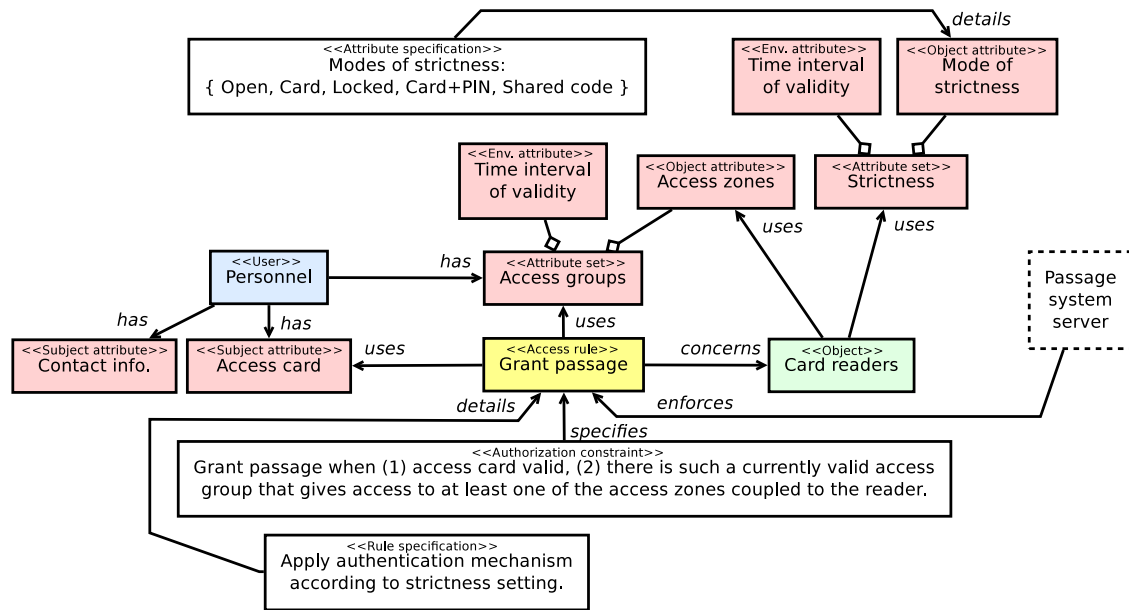 details
<<Attribute specification>>
Modes of strictness:
{ Open, Card, Locked, Card+PIN, Shared code }
<<Env. attribute>>
Time interval
of validity
<<Object attribute>>
Mode of
strictness
<<Env. attribute>>
Time interval
of validity
<<Object attribute>>
Access zones
<<Attribute set>>
Strictness
uses
uses
<<User>>
Personnel
has
<<Attribute set>>
Access groups
Passage
system
server
has
has
uses
<<Subject attribute>>
Contact info.
<<Subject attribute>>
Access card
uses
<<Access rule>>
Grant passage
concerns
<<Object>>
Card readers
details
enforces
specifies
<<Authorization constraint>>
Grant passage when (1) access card valid, (2) there is such a currently valid access
group that gives access to at least one of the access zones coupled to the reader.
<<Rule specification>>
Apply authentication mechanism
according to strictness setting.